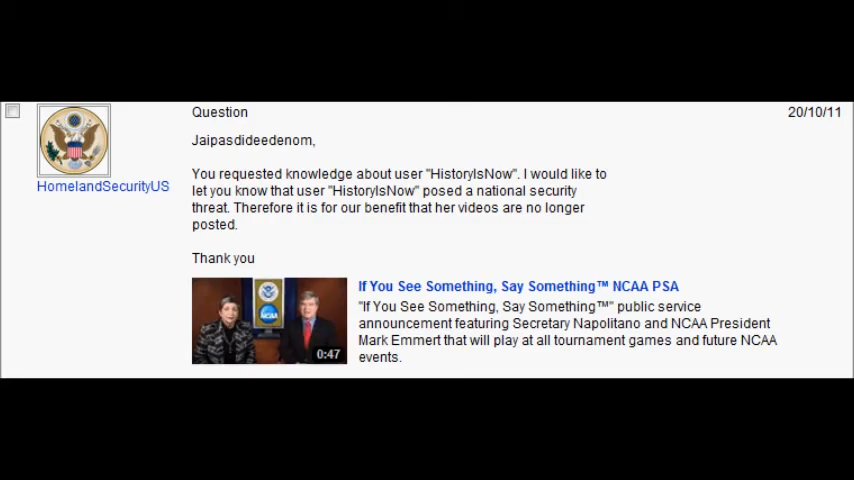 Question
20/10/11
HomelandSecurityUS
Jaipasdideedenom,
You requested knowledge about user "HistoryIsNow". I would like to
let you know that user "HistoryIsNow" posed a national security
threat. Therefore it is for our benefit that her videos are no longer
posted.
Thank you
NCAA
0:47
If You See Something, Say Something™ NCAA PSA
"If You See Something, Say Something™" public service
announcement featuring Secretary Napolitano and NCAA President
Mark Emmert that will play at all tournament games and future NCAA
events.